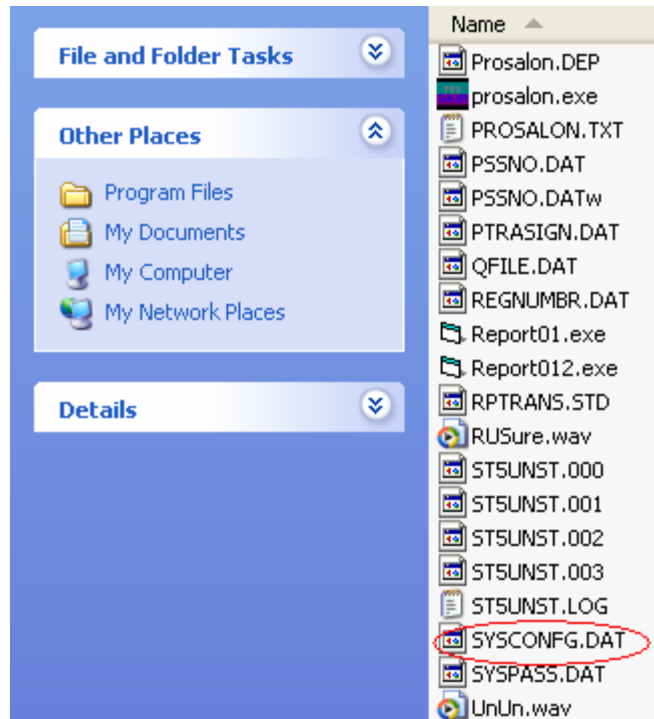 File and Folder Tasks
Other Places
Program Files
My Documents
My Computer
My Network Places
Details
Name
Prosalon.DEP
prosalon.exe
PROSALON.TXT
PSSNO.DAT
PSSNO.DATw
PTRASIGN.DAT
QFILE.DAT
REGNUMBR.DAT
Report01.exe
Report012.exe
RPTRANS.STD
RUSure.wav
ST5UNST.000
ST5UNST.001
ST5UNST.002
ST5UNST.003
ST5UNST.LOG
SYSCONFG.DAT
SYSPASS.DAT
UnUn.wav